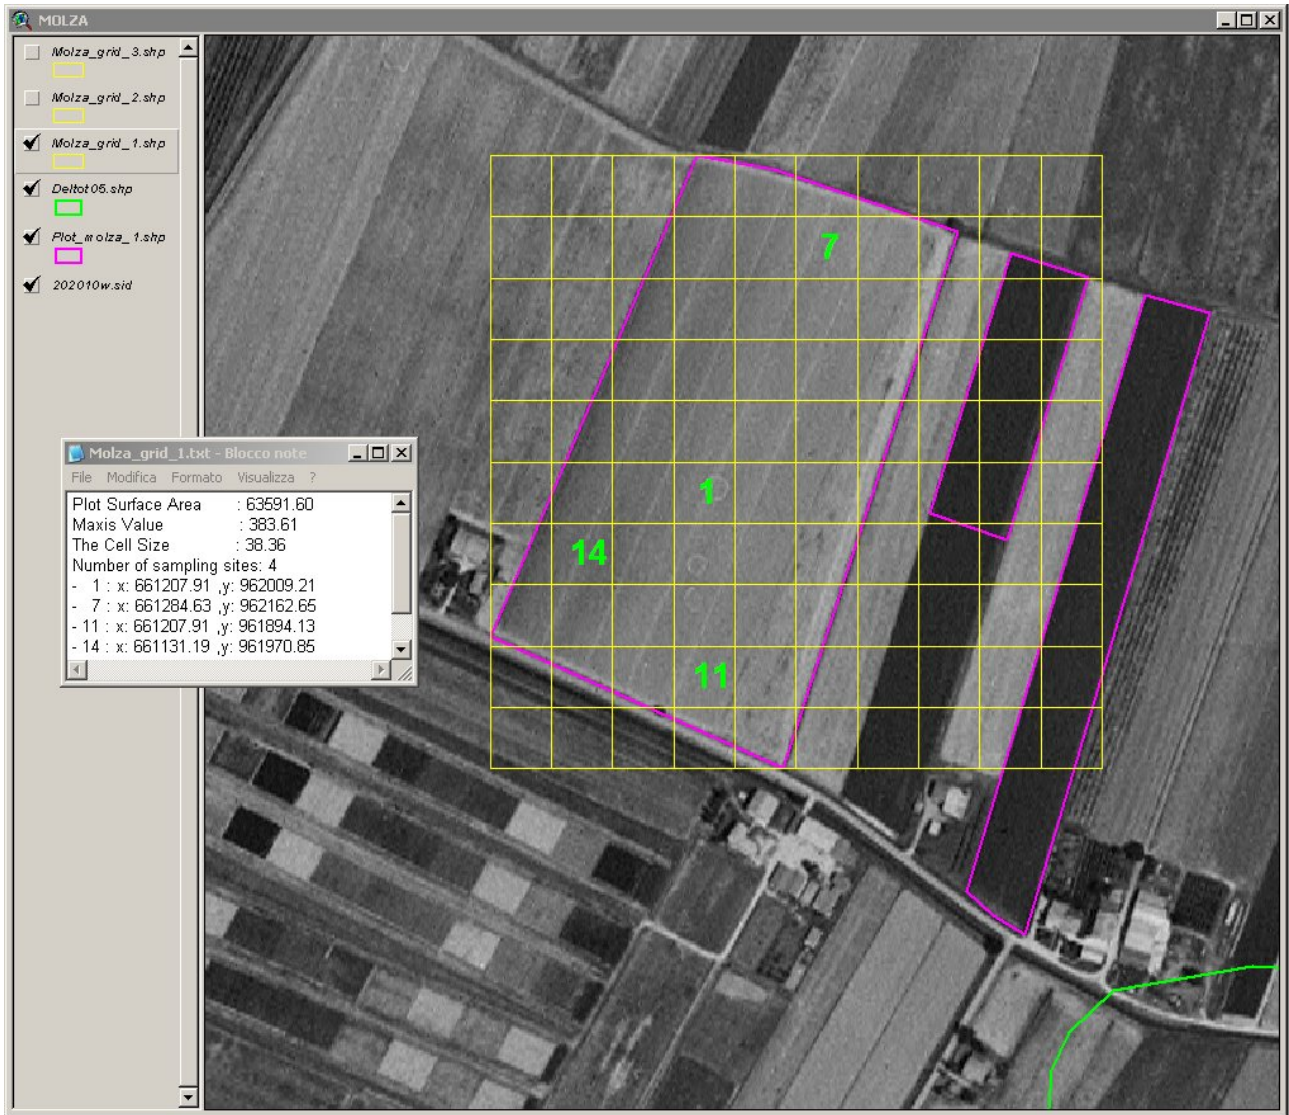 MOLZA
Molza_grid_3.shp
Molza_grid_2.shp
Molza_grid_1.shp
Deltot05.shp
Plot_molza_1.shp
202010w.sid
7
1
14
11
Molza_grid_1.txt - Blocco note
File Modifica Formato Visualizza ?
Plot Surface Area : 63591.60
Maxis Value : 383.61
The Cell Size : 38.36
Number of sampling sites: 4
- 1 : x: 661207.91 ,y: 962009.21
- 7 : x: 661284.63 ,y: 962162.65
- 11 : x: 661207.91 ,y: 961894.13
- 14 : x: 661131.19 ,y: 961970.85